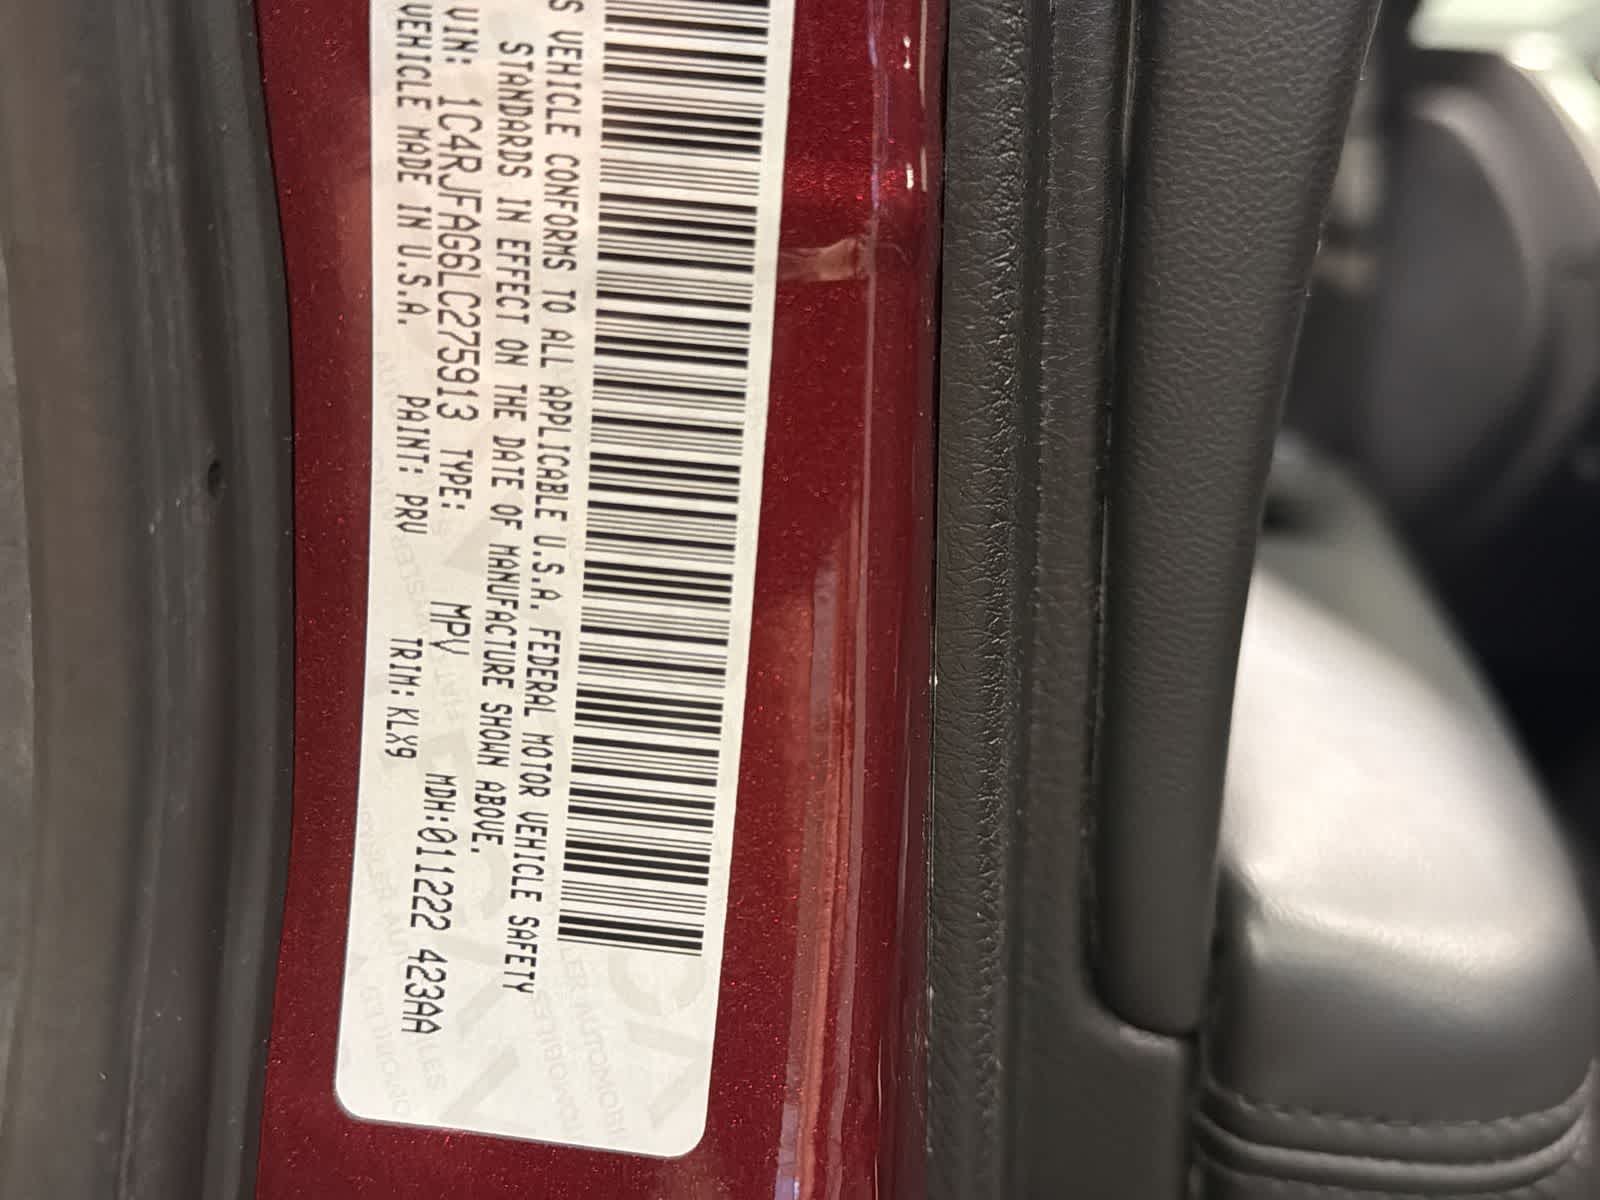 S VEHICLE CONFORMS TO ALL APPLICABLE U.S.A. FEDERAL MOTOR VEHICLE SAFETY
STANDARDS IN EFFECT ON THE DATE OF MANUFACTURE SHOWN ABOVE.
VIN: 1C4RJFAG6LC275913 TYPE: MPV MDH:011222 423AA
VEHICLE MADE IN U.S.A. PAINT: PRV TRIM: KLX9